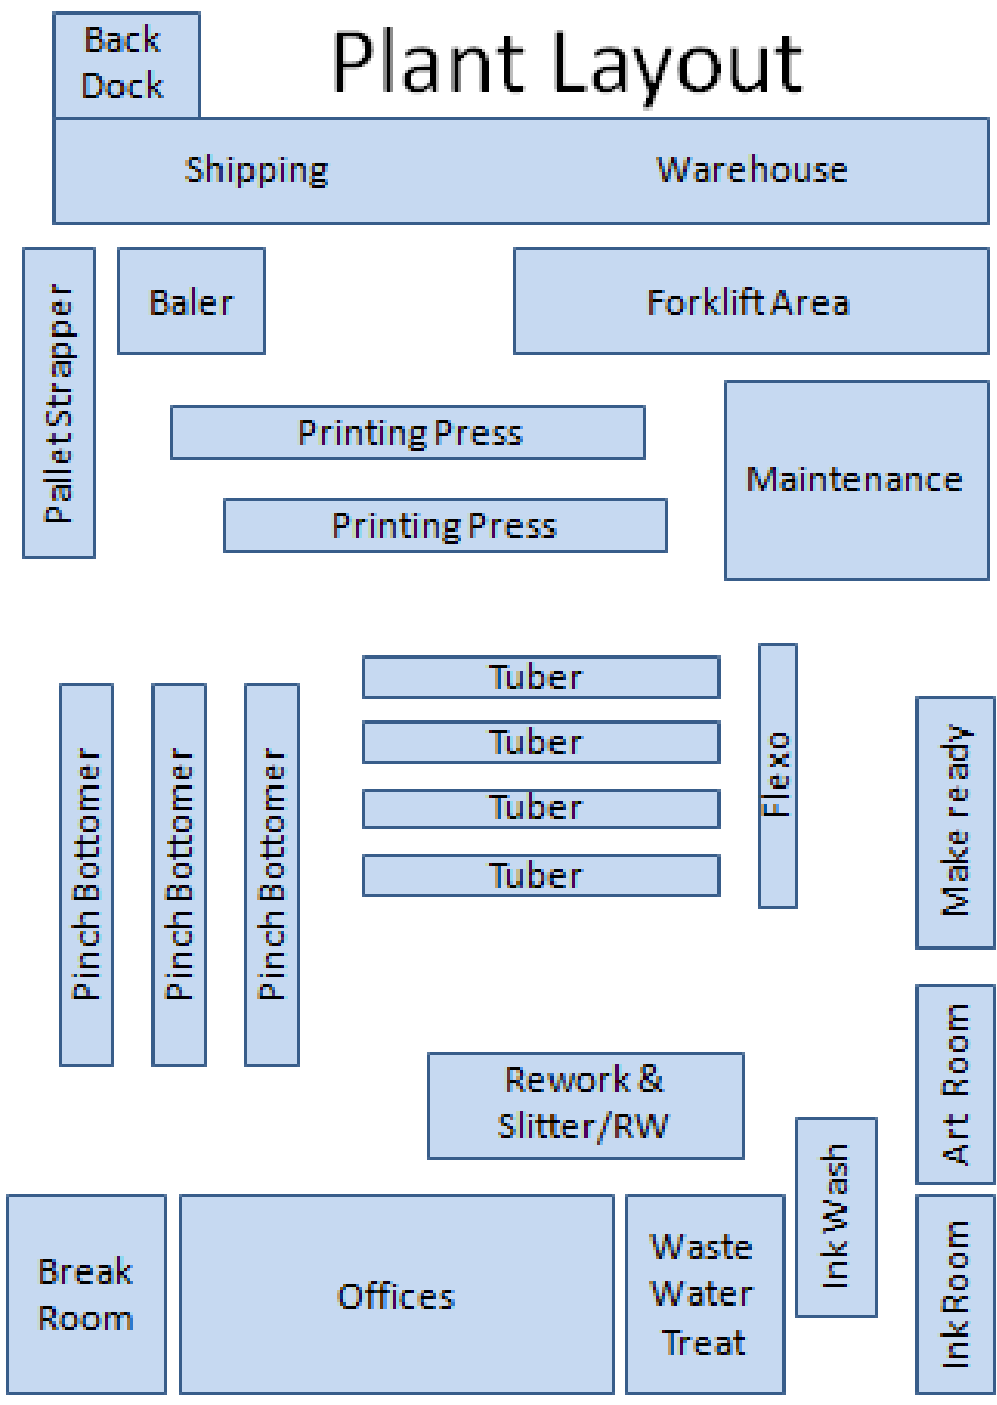 Back
Dock
Plant Layout
Shipping
Warehouse
Pallet Strapper
Baler
Forklift Area
Printing Press
Maintenance
Printing Press
Pinch Bottomer
Pinch Bottomer
Pinch Bottomer
Tuber
Tuber
Tuber
Tuber
Flexo
Make ready
Rework &
Slitter/RW
Art Room
Ink Wash
Break
Room
Offices
Waste
Water
Treat
Ink Room